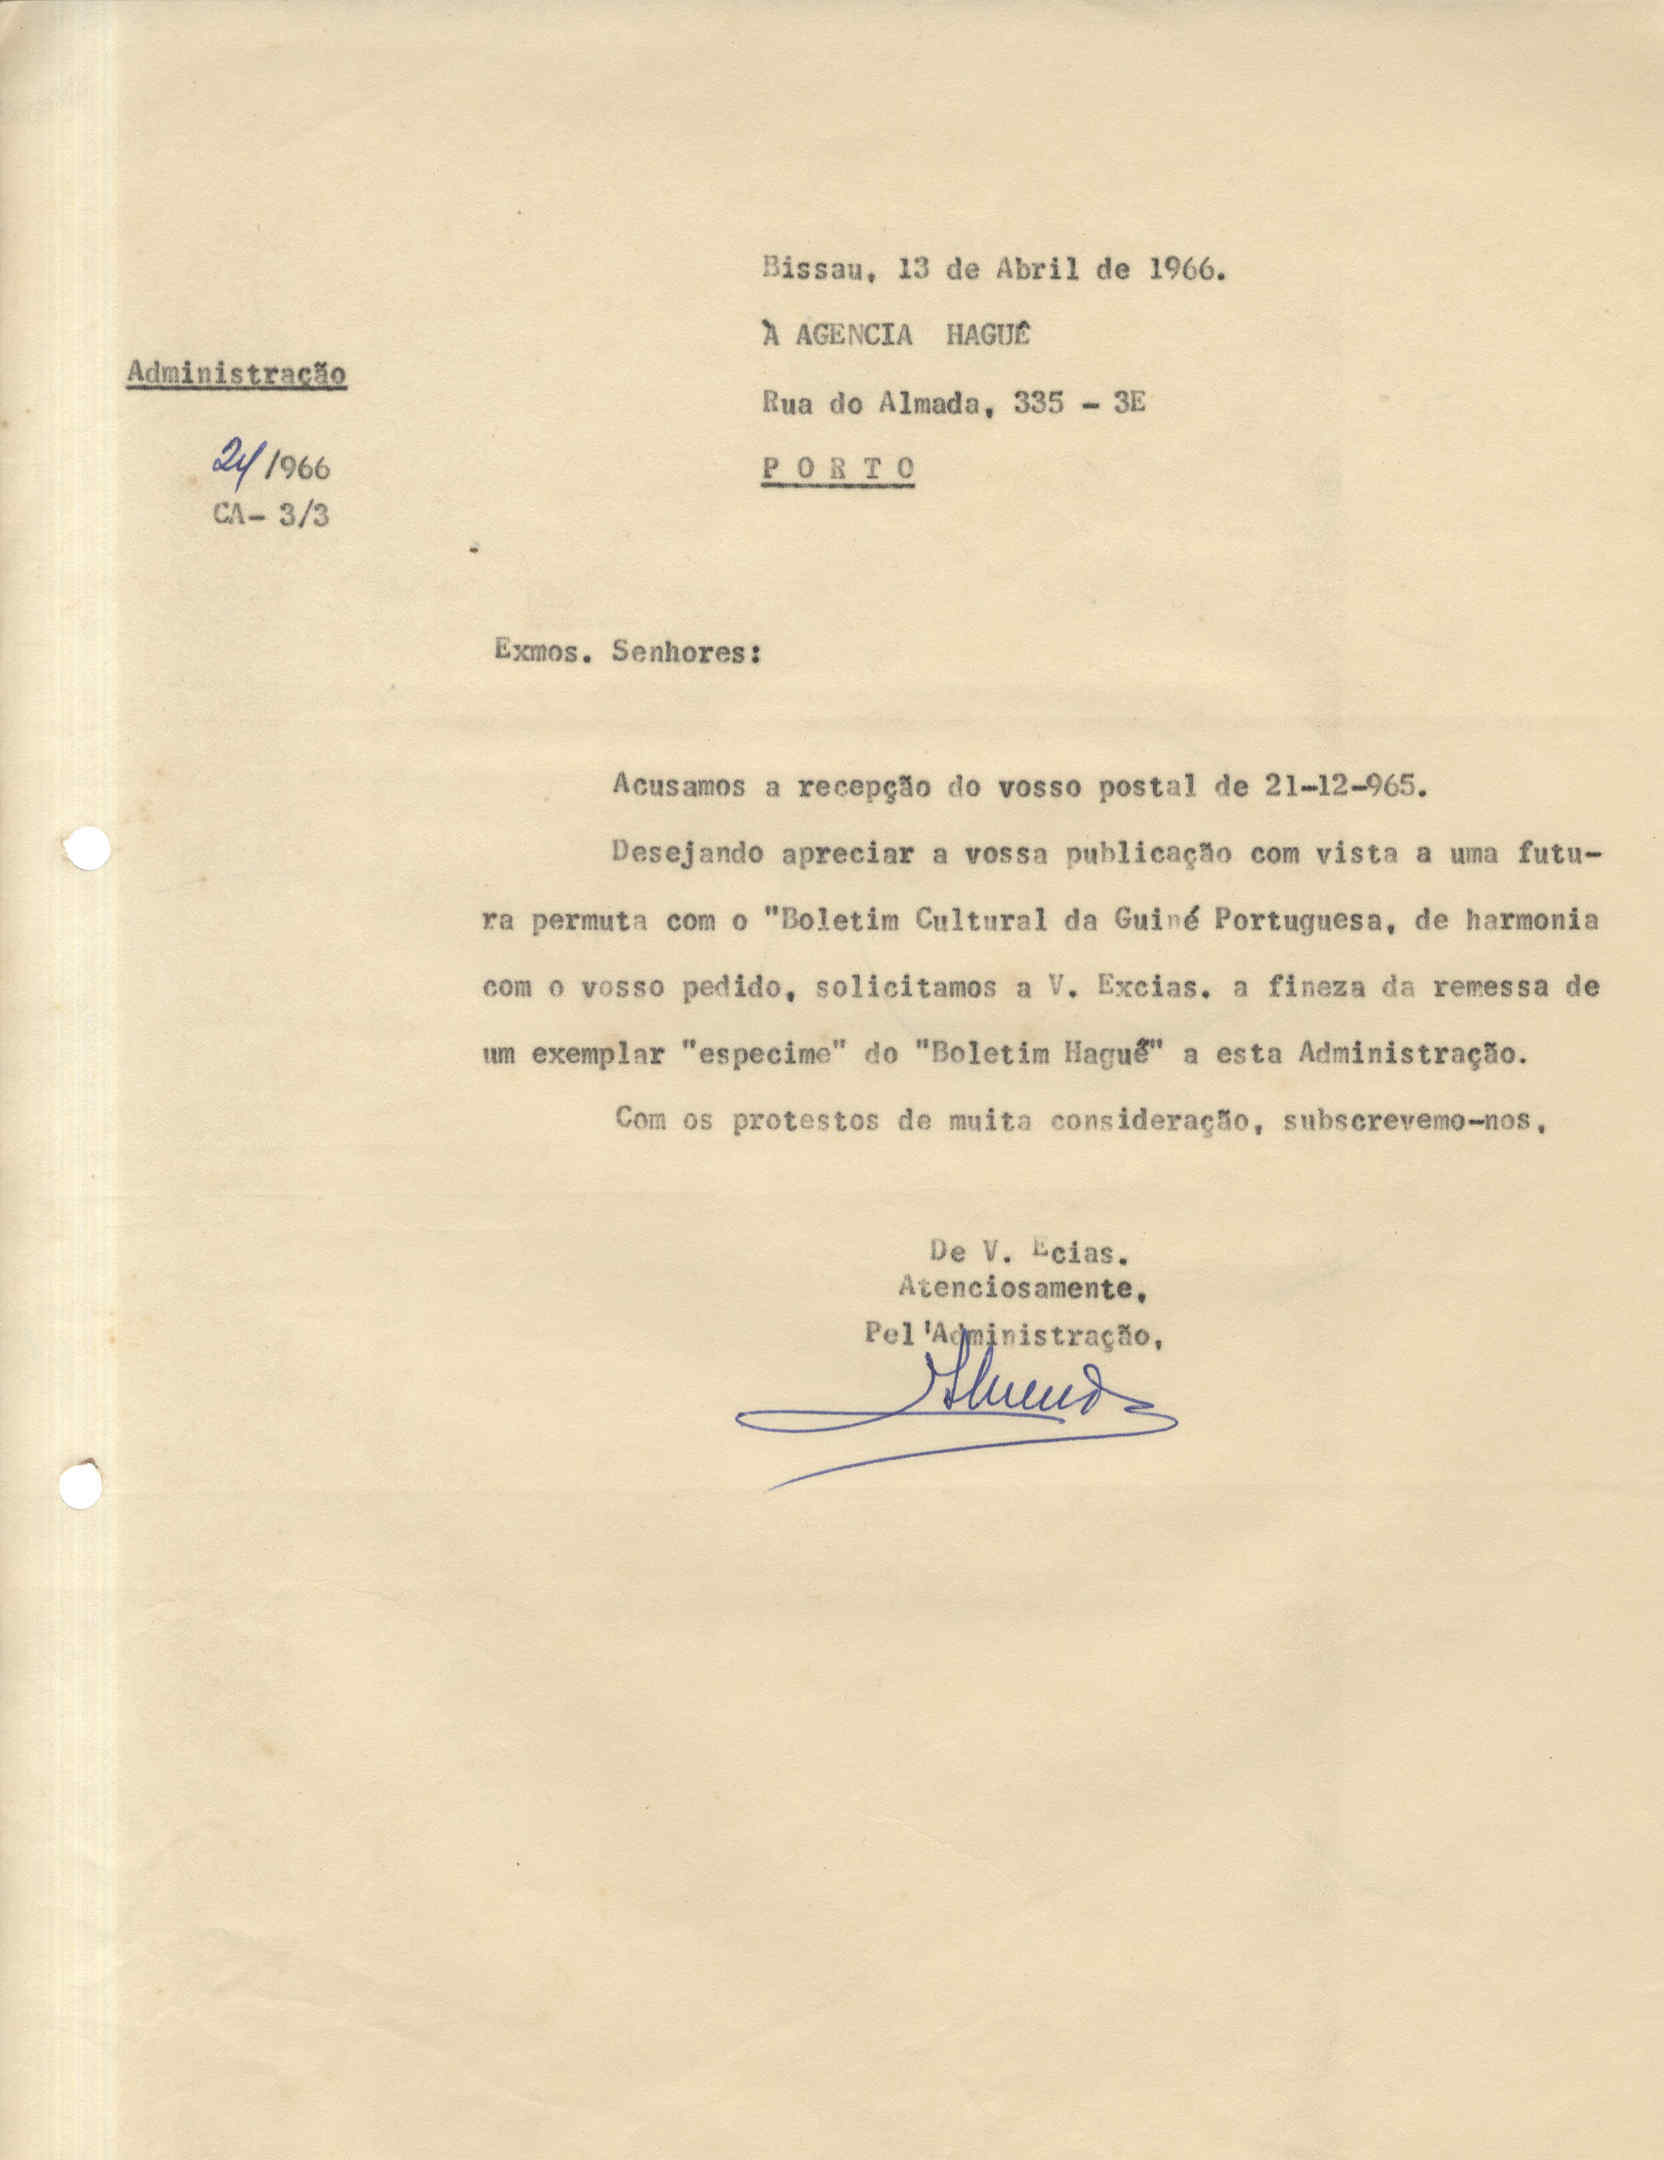 Bissau, 13 de Abril de 1966.
À AGENCIA HAGUÊ
Administração
Rua do Almada, 335 - 3E
24/1966
PORTO
CA- 3/3
Exmos. Senhores:
Acusamos a recepção do vosso postal de 21-12-965.
Desejando apreciar a vossa publicação com vista a uma futu-
ra permuta com o "Boletim Cultural da Guiné Portuguesa, de harmonia
com o vosso pedido, solicitamos a V. Excias. a fineza da remessa de
um exemplar "especime" do "Boletim Haguê" a esta Administração.
Com os protestos de muita consideração, subscrevemo-nos,
De V. Ecias.
Atenciosamente,
Pel'Administração,